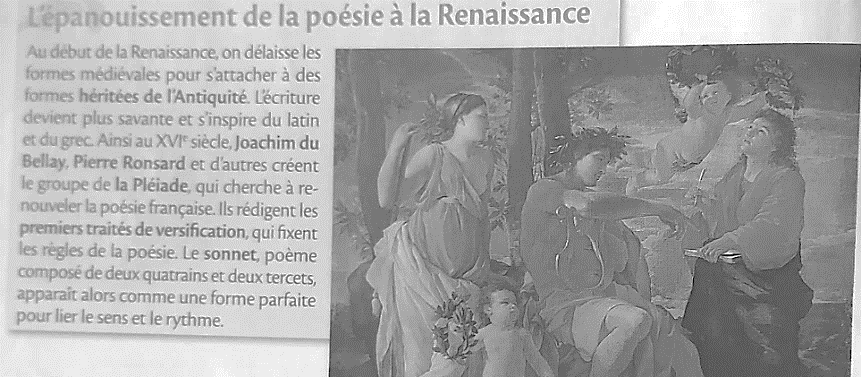 L'épanouissement de la poésie à la Renaissance
Au début de la Renaissance, on délaisse les
formes médiévales pour s'attacher à des
formes héritées de l'Antiquité. L'écriture
devient plus savante et s'inspire du latin
et du grec. Ainsi au XVIe siècle, Joachim du
Bellay, Pierre Ronsard et d'autres créent
le groupe de la Pléiade, qui cherche à re-
nouveler la poésie française. Ils rédigent les
premiers traités de versification, qui fixent
les règles de la poésie. Le sonnet, poème
composé de deux quatrains et deux tercets,
apparaît alors comme une forme parfaite
pour lier le sens et le rythme.